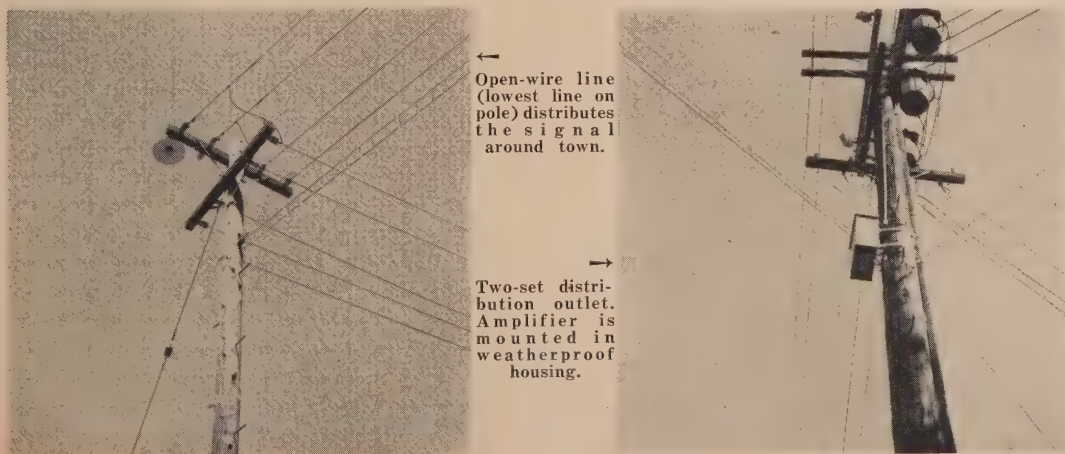 Open-wire line
(lowest line on
pole) distributes
the signal
around town.
Two-set distri-
bution outlet.
Amplifier is
mounted in
weatherproof
housing.